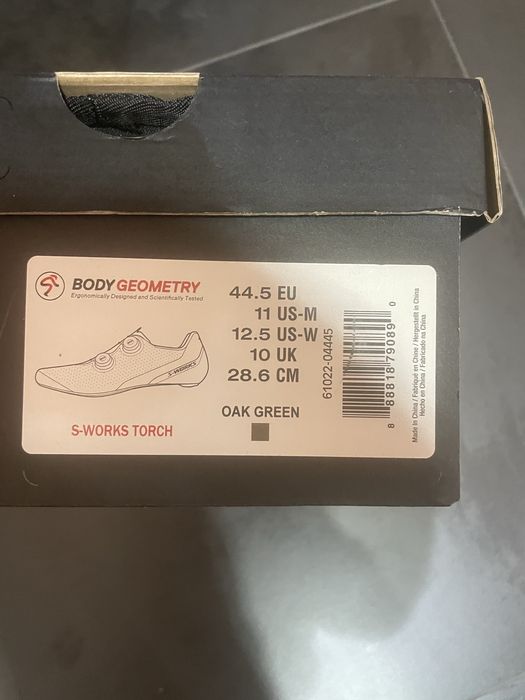 BODY GEOMETRY
Ergonomically Designed and Scientifically Tested
S-WORKS
S-WORKS TORCH
44.5 EU
11 US-M
12.5 US-W
10 UK
28.6 CM
OAK GREEN
61022-04445
8 88818 79089 0
Made in China / Fabriqué en Chine / Hergestellt in China
Hecho en China / Fabricado na China